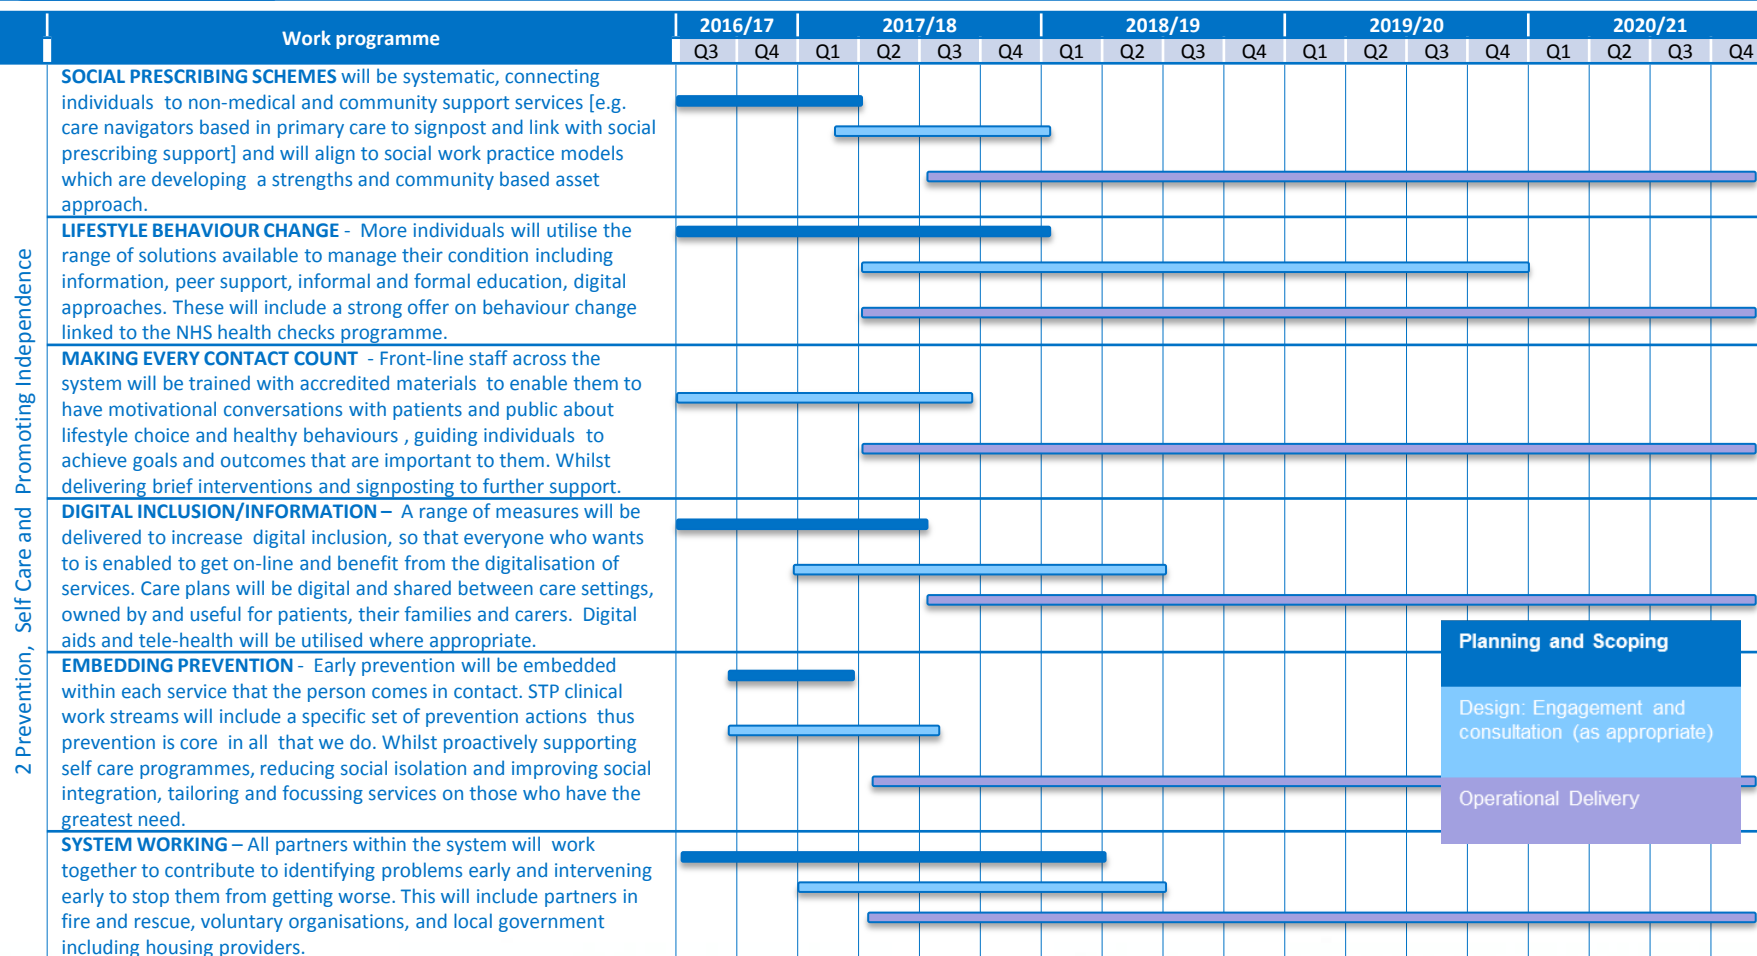 Work programme
2016/17 2017/18 2018/19 2019/20 2020/21
Q3 Q4 Q1 Q2 Q3 Q4 Q1 Q2 Q3 Q4 Q1 Q2 Q3 Q4 Q1 Q2 Q3 Q4
2 Prevention, Self Care and Promoting Independence
SOCIAL PRESCRIBING SCHEMES will be systematic, connecting
individuals to non-medical and community support services [e.g.
care navigators based in primary care to signpost and link with social
prescribing support] and will align to social work practice models
which are developing a strengths and community based asset
approach.
LIFESTYLE BEHAVIOUR CHANGE - More individuals will utilise the
range of solutions available to manage their condition including
information, peer support, informal and formal education, digital
approaches. These will include a strong offer on behaviour change
linked to the NHS health checks programme.
MAKING EVERY CONTACT COUNT - Front-line staff across the
system will be trained with accredited materials to enable them to
have motivational conversations with patients and public about
lifestyle choice and healthy behaviours , guiding individuals to
achieve goals and outcomes that are important to them. Whilst
delivering brief interventions and signposting to further support.
DIGITAL INCLUSION/INFORMATION – A range of measures will be
delivered to increase digital inclusion, so that everyone who wants
to is enabled to get on-line and benefit from the digitalisation of
services. Care plans will be digital and shared between care settings,
owned by and useful for patients, their families and carers. Digital
aids and tele-health will be utilised where appropriate.
EMBEDDING PREVENTION - Early prevention will be embedded
within each service that the person comes in contact. STP clinical
work streams will include a specific set of prevention actions thus
prevention is core in all that we do. Whilst proactively supporting
self care programmes, reducing social isolation and improving social
integration, tailoring and focussing services on those who have the
greatest need.
SYSTEM WORKING – All partners within the system will work
together to contribute to identifying problems early and intervening
early to stop them from getting worse. This will include partners in
fire and rescue, voluntary organisations, and local government
including housing providers.
Planning and Scoping
Design: Engagement and
consultation (as appropriate)
Operational Delivery